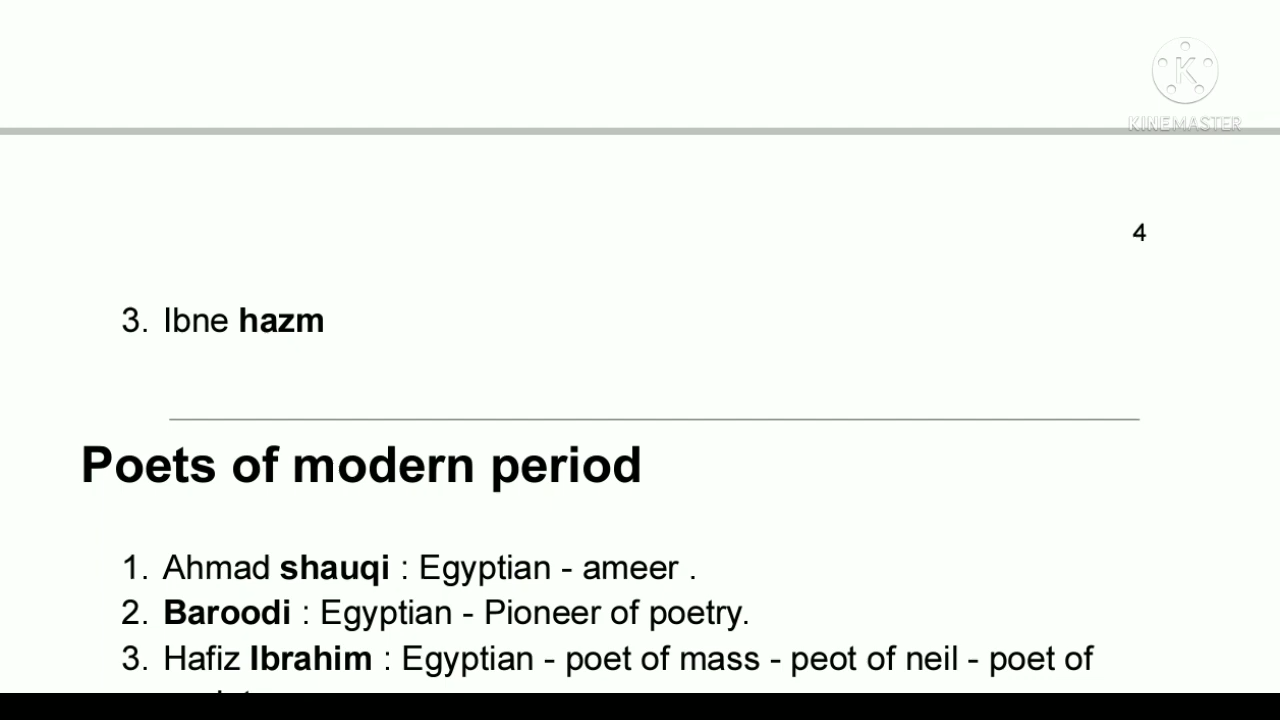 KINEMASTER
4
3. Ibne hazm
Poets of modern period
1. Ahmad shauqi : Egyptian - ameer .
2. Baroodi : Egyptian - Pioneer of poetry.
3. Hafiz Ibrahim : Egyptian - poet of mass - peot of neil - poet of